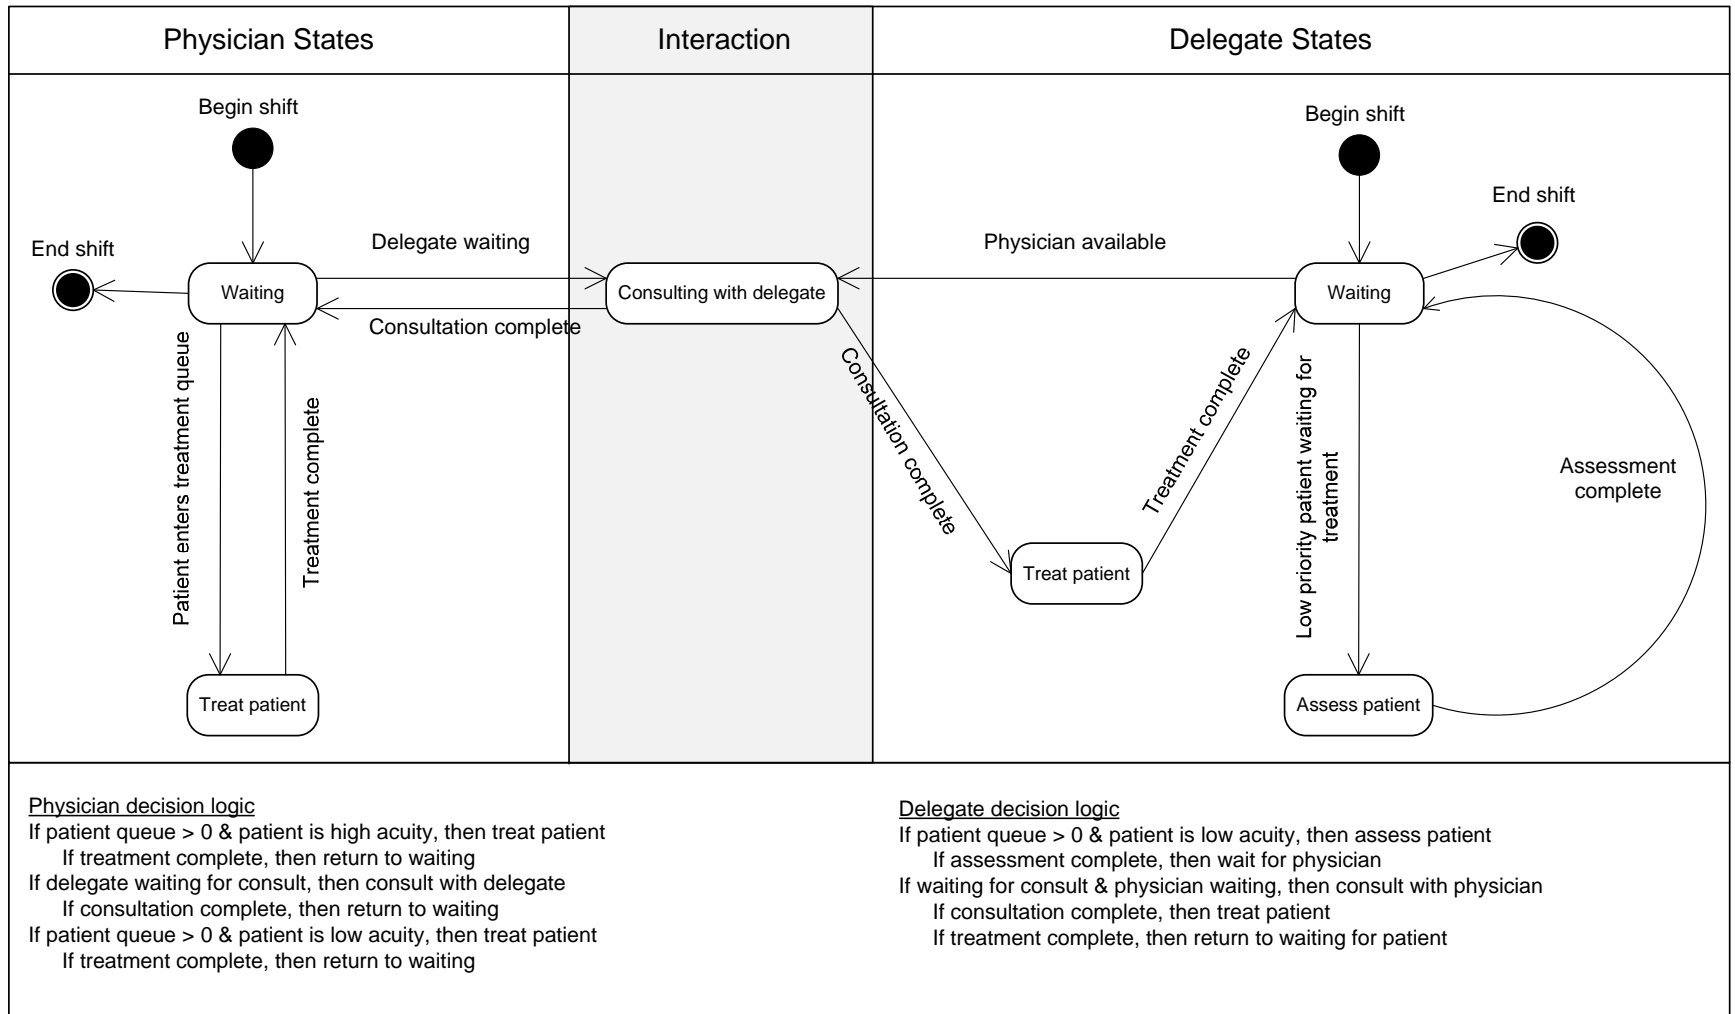 Physician States
Interaction
Delegate States
Begin shift
End shift
Waiting
Delegate waiting
Consultation complete
Patient enters treatment queue
Treatment complete
Treat patient
Consulting with delegate
Physician available
Consultation complete
Treat patient
Treatment complete
Begin shift
End shift
Waiting
Low priority patient waiting for
treatment
Assess patient
Assessment
complete
Physician decision logic
If patient queue > 0 & patient is high acuity, then treat patient
If treatment complete, then return to waiting
If delegate waiting for consult, then consult with delegate
If consultation complete, then return to waiting
If patient queue > 0 & patient is low acuity, then treat patient
If treatment complete, then return to waiting
Delegate decision logic
If patient queue > 0 & patient is low acuity, then assess patient
If assessment complete, then wait for physician
If waiting for consult & physician waiting, then consult with physician
If consultation complete, then treat patient
If treatment complete, then return to waiting for patient